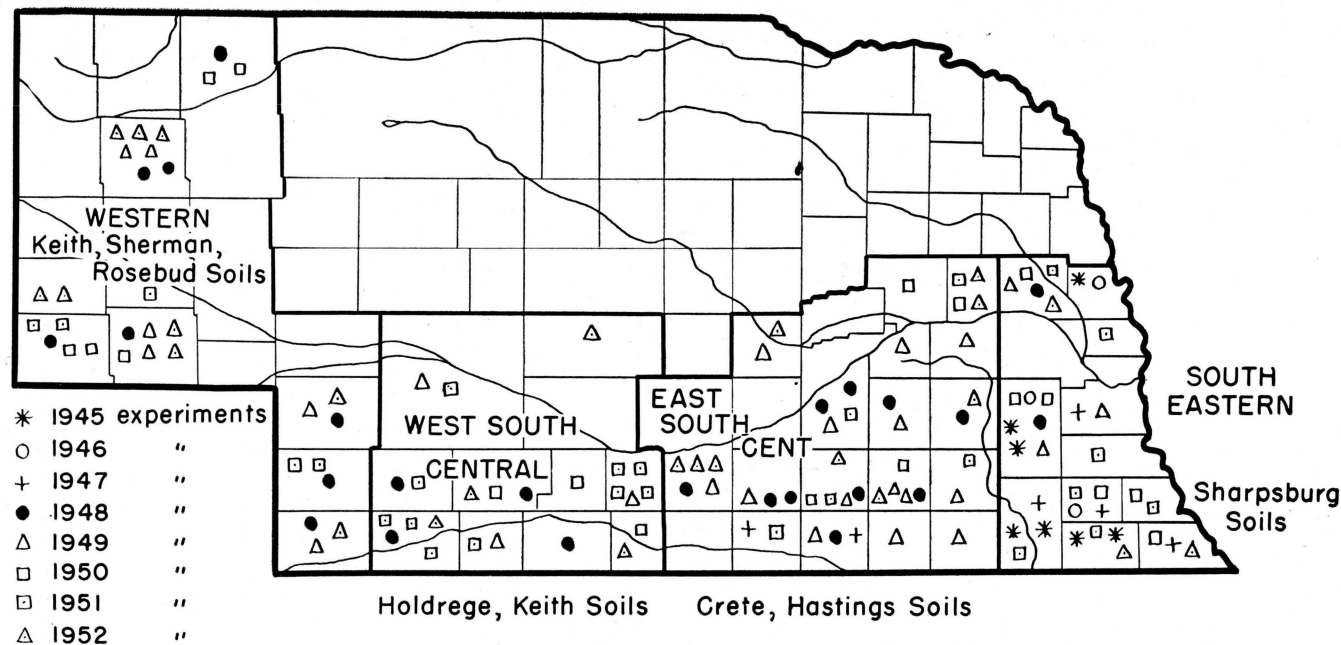 WESTERN
Keith, Sherman,
Rosebud Soils
WEST SOUTH
CENTRAL
EAST
SOUTH
CENT
SOUTH
EASTERN
Sharpsburg
Soils
Holdrege, Keith Soils
Crete, Hastings Soils
1945 experiments
1946 "
1947 "
1948 "
1949 "
1950 "
1951 "
1952 "